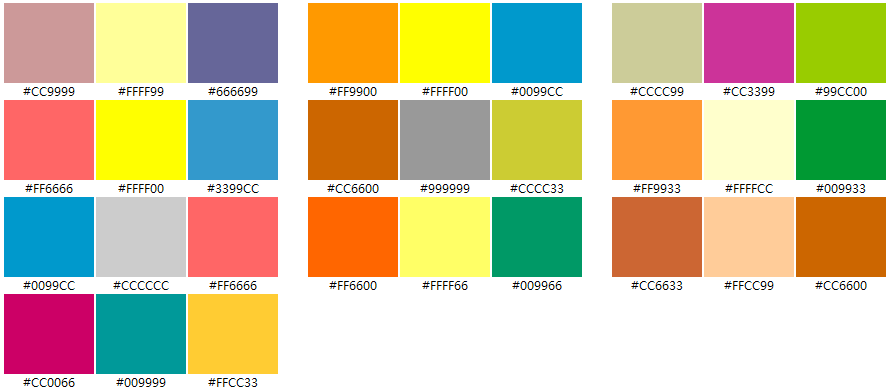 #CC9999 #FFFF99 #666699 #FF9900 #FFFF00 #0099CC #CCCC99 #CC3399 #99CC00
#FF6666 #FFFF00 #3399CC #CC6600 #999999 #CCCC33 #FF9933 #FFFFCC #009933
#0099CC #CCCCCC #FF6666 #FF6600 #FFFF66 #009966 #CC6633 #FFCC99 #CC6600
#CC0066 #009999 #FFCC33